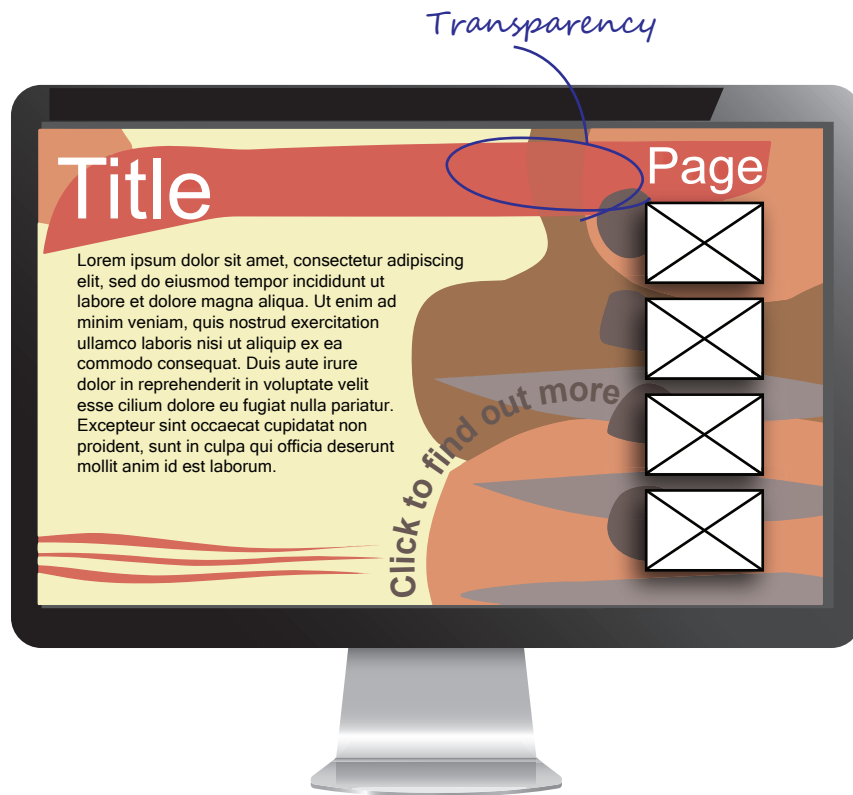 Transparency
Title
Page
Lorem ipsum dolor sit amet, consectetur adipiscing
elit, sed do eiusmod tempor incididunt ut
labore et dolore magna aliqua. Ut enim ad
minim veniam, quis nostrud exercitation
ullamco laboris nisi ut aliquip ex ea
commodo consequat. Duis aute irure
dolor in reprehenderit in voluptate velit
esse cilium dolore eu fugiat nulla pariatur.
Excepteur sint occaecat cupidatat non
proident, sunt in culpa qui officia deserunt
mollit anim id est laborum.
Click to find out more